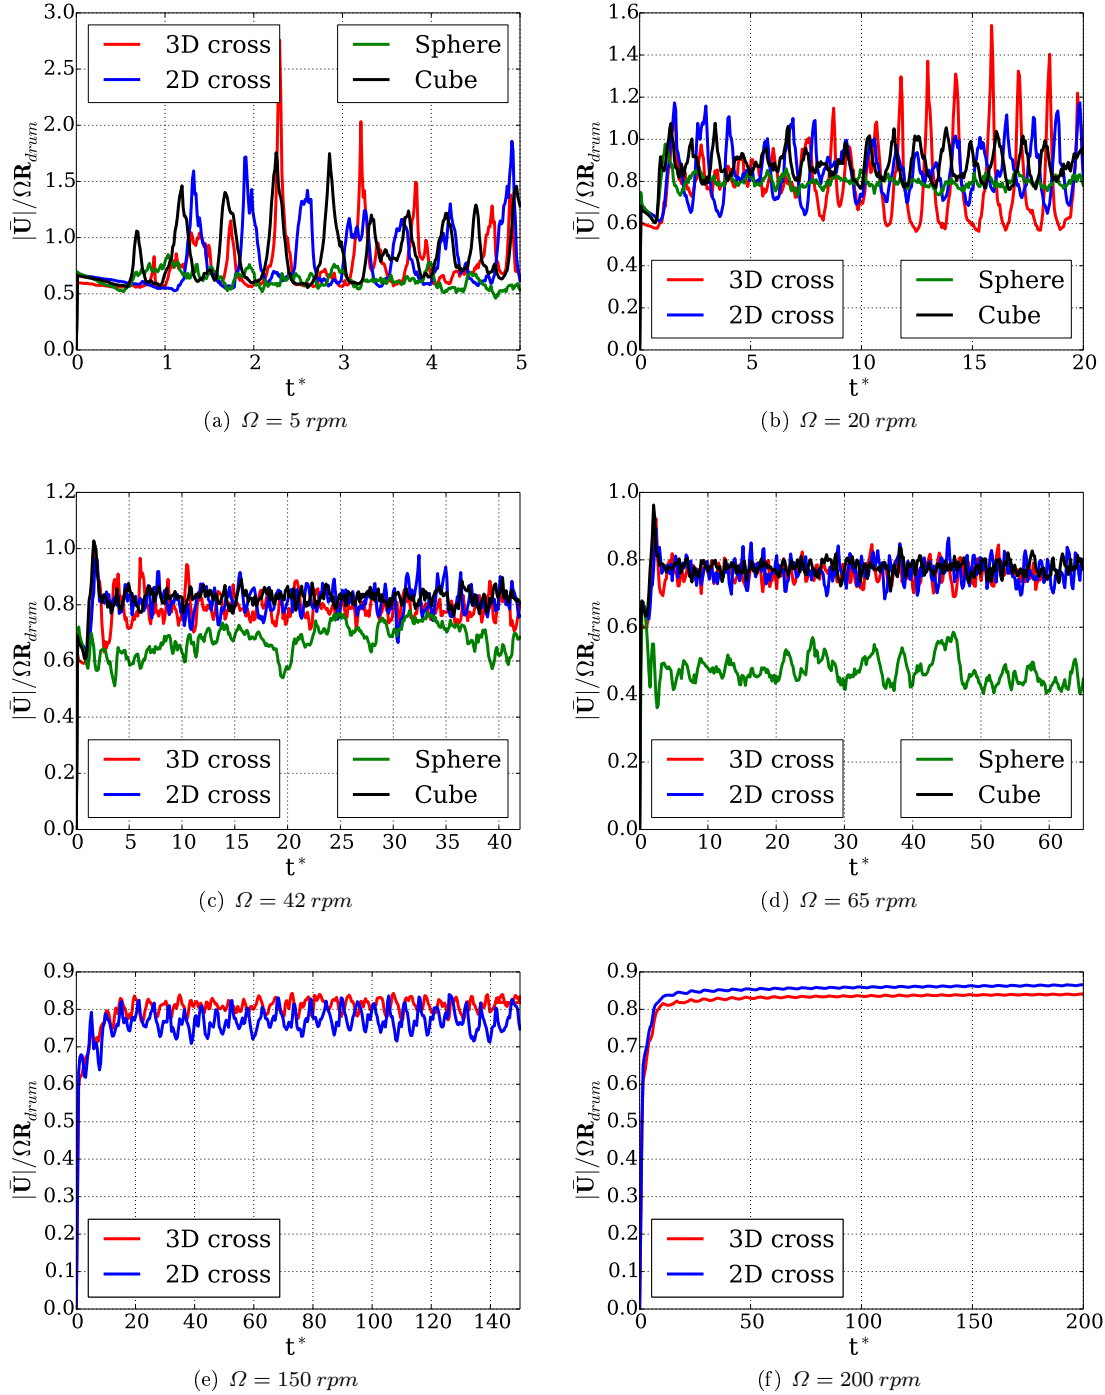 3.0
2.5
2.0
1.5
1.0
0.5
0.0
|Ū|/ΩR_drum
3D cross
2D cross
Sphere
Cube
0 1 2 3 4 5
t*
(a) Ω = 5 rpm
1.6
1.4
1.2
1.0
0.8
0.6
0.4
0.2
0.0
|Ū|/ΩR_drum
3D cross
2D cross
Sphere
Cube
0 5 10 15 20
t*
(b) Ω = 20 rpm
1.2
1.0
0.8
0.6
0.4
0.2
0.0
|Ū|/ΩR_drum
3D cross
2D cross
Sphere
Cube
0 5 10 15 20 25 30 35 40
t*
(c) Ω = 42 rpm
1.0
0.8
0.6
0.4
0.2
0.0
|Ū|/ΩR_drum
3D cross
2D cross
Sphere
Cube
0 10 20 30 40 50 60
t*
(d) Ω = 65 rpm
0.9
0.8
0.7
0.6
0.5
0.4
0.3
0.2
0.1
0.0
|Ū|/ΩR_drum
3D cross
2D cross
0 20 40 60 80 100 120 140
t*
(e) Ω = 150 rpm
0.9
0.8
0.7
0.6
0.5
0.4
0.3
0.2
0.1
0.0
|Ū|/ΩR_drum
3D cross
2D cross
0 50 100 150 200
t*
(f) Ω = 200 rpm